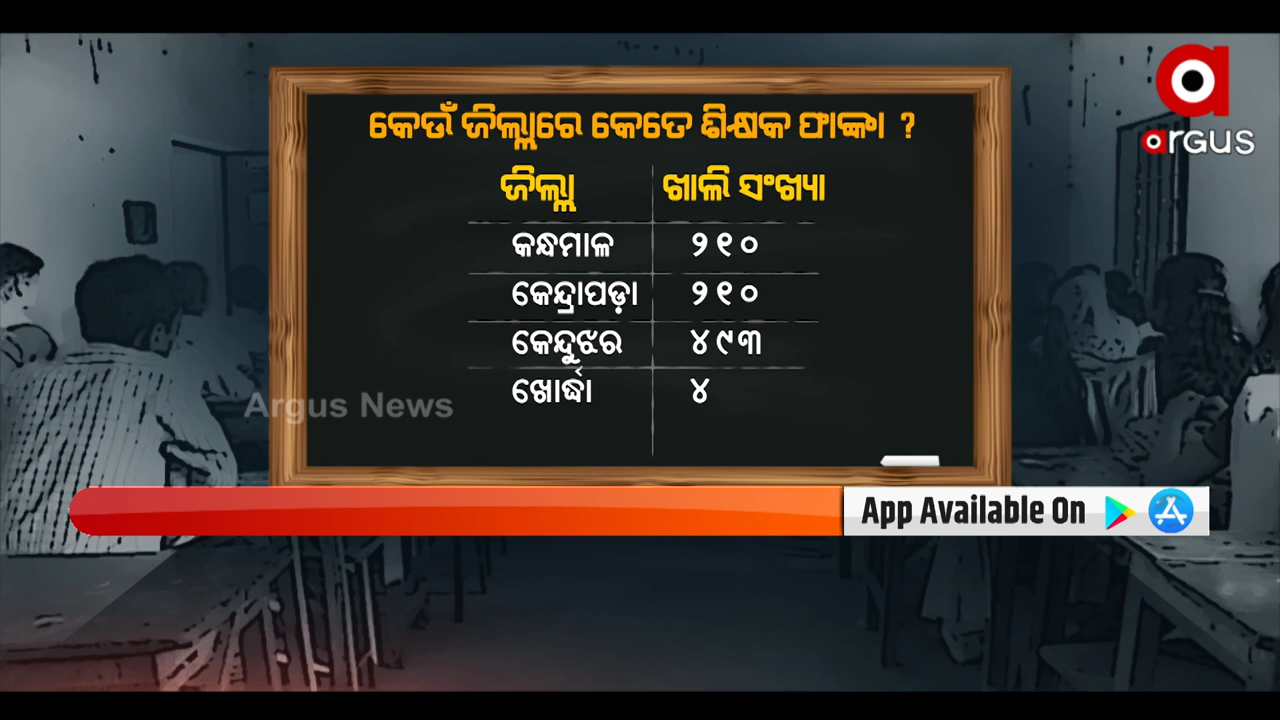 କେଉଁ ଜିଲ୍ଲାରେ କେତେ ଶିକ୍ଷକ ଫାଙ୍କା ?
argus
ଜିଲ୍ଲା ଖାଲି ସଂଖ୍ୟା
କନ୍ଧମାଳ ୨୧୦
କେନ୍ଦ୍ରାପଡ଼ା ୨୧୦
କେନ୍ଦୁଝର ୪୯୩
ଖୋର୍ଦ୍ଧା ୪
Argus News
App Available On